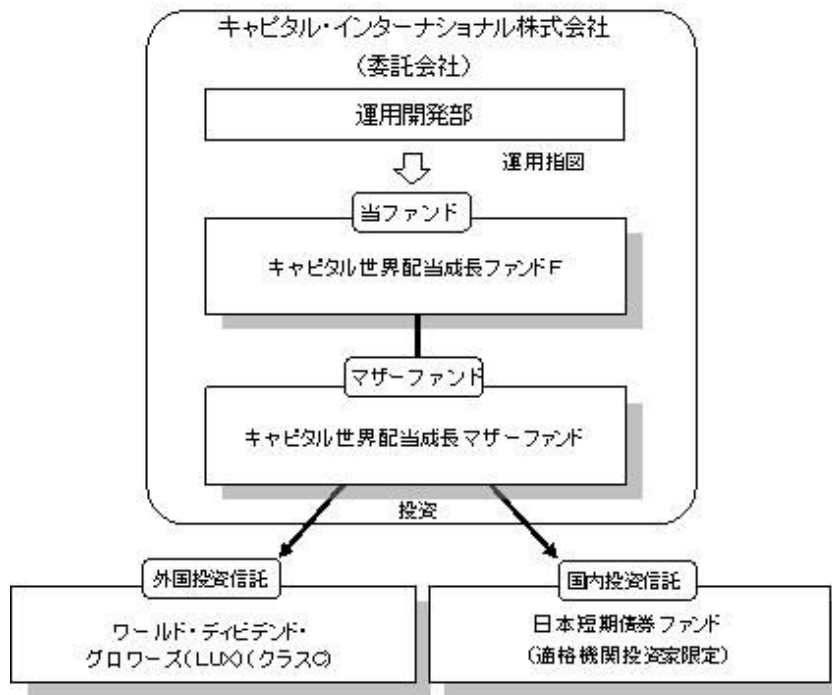 キャピタル・インターナショナル株式会社
（委託会社）
運用開発部
運用指図
当ファンド
キャピタル世界配当成長ファンドF
マザーファンド
キャピタル世界配当成長マザーファンド
投資
外国投資信託
ワールド・ディビデンド・
グロワーズ(LUX)(クラスC)
国内投資信託
日本短期債券ファンド
(適格機関投資家限定)